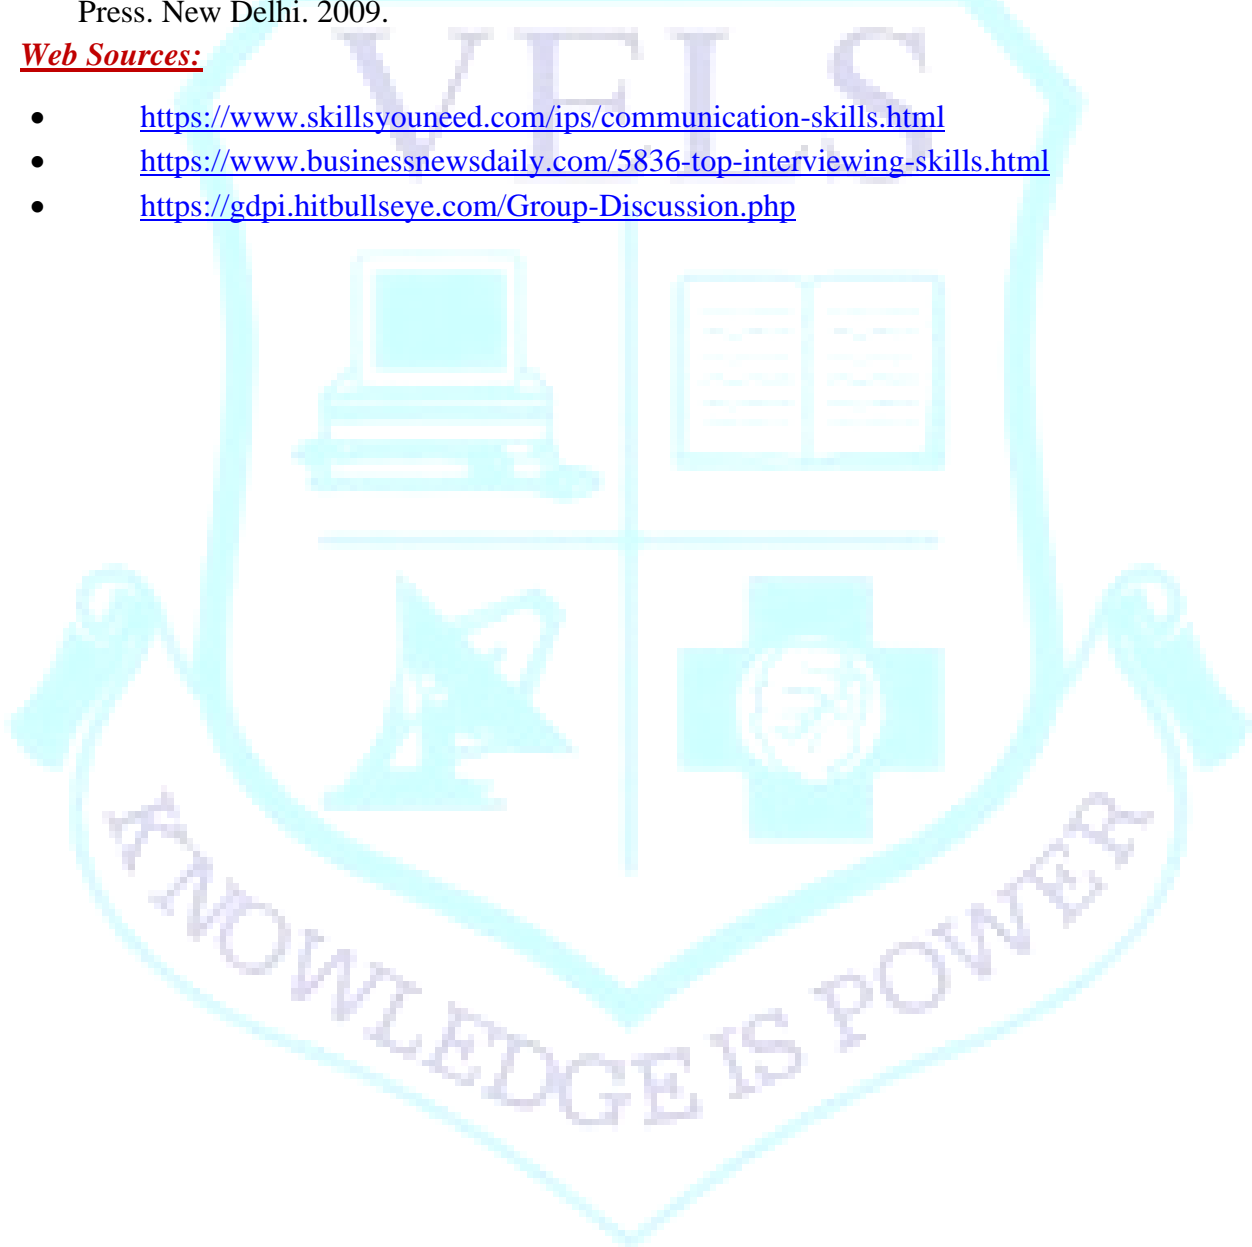 Press. New Delhi. 2009.
Web Sources:
• https://www.skillsyouneed.com/ips/communication-skills.html
• https://www.businessnewsdaily.com/5836-top-interviewing-skills.html
• https://gdpi.hitbullseye.com/Group-Discussion.php
VELS
KNOWLEDGE IS POWER